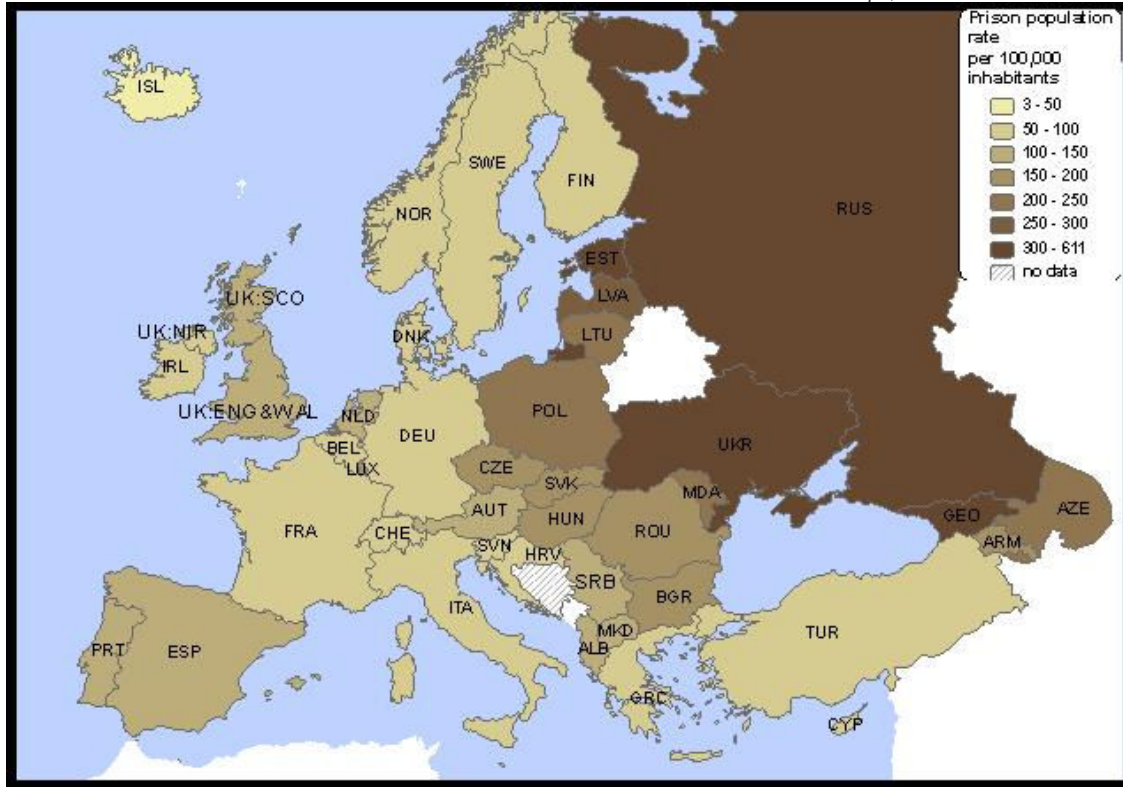 Prison population
rate
per 100,000
inhabitants
3 - 50
50 - 100
100 - 150
150 - 200
200 - 250
250 - 300
300 - 611
no data
ISL
SWE
FIN
NOR
RUS
EST
LVA
UK:SCO
LTU
UK:NIR
DNK
IRL
UK:ENG&WAL
NLD
POL
DEU
BEL
UKR
LUX
CZE
SVK
MDA
AUT
HUN
GEO
AZE
FRA
CHE
ROU
ARM
SVN
HRV
SRB
BGR
ITA
MKD
TUR
PRT
ESP
ALB
GRC
CYP